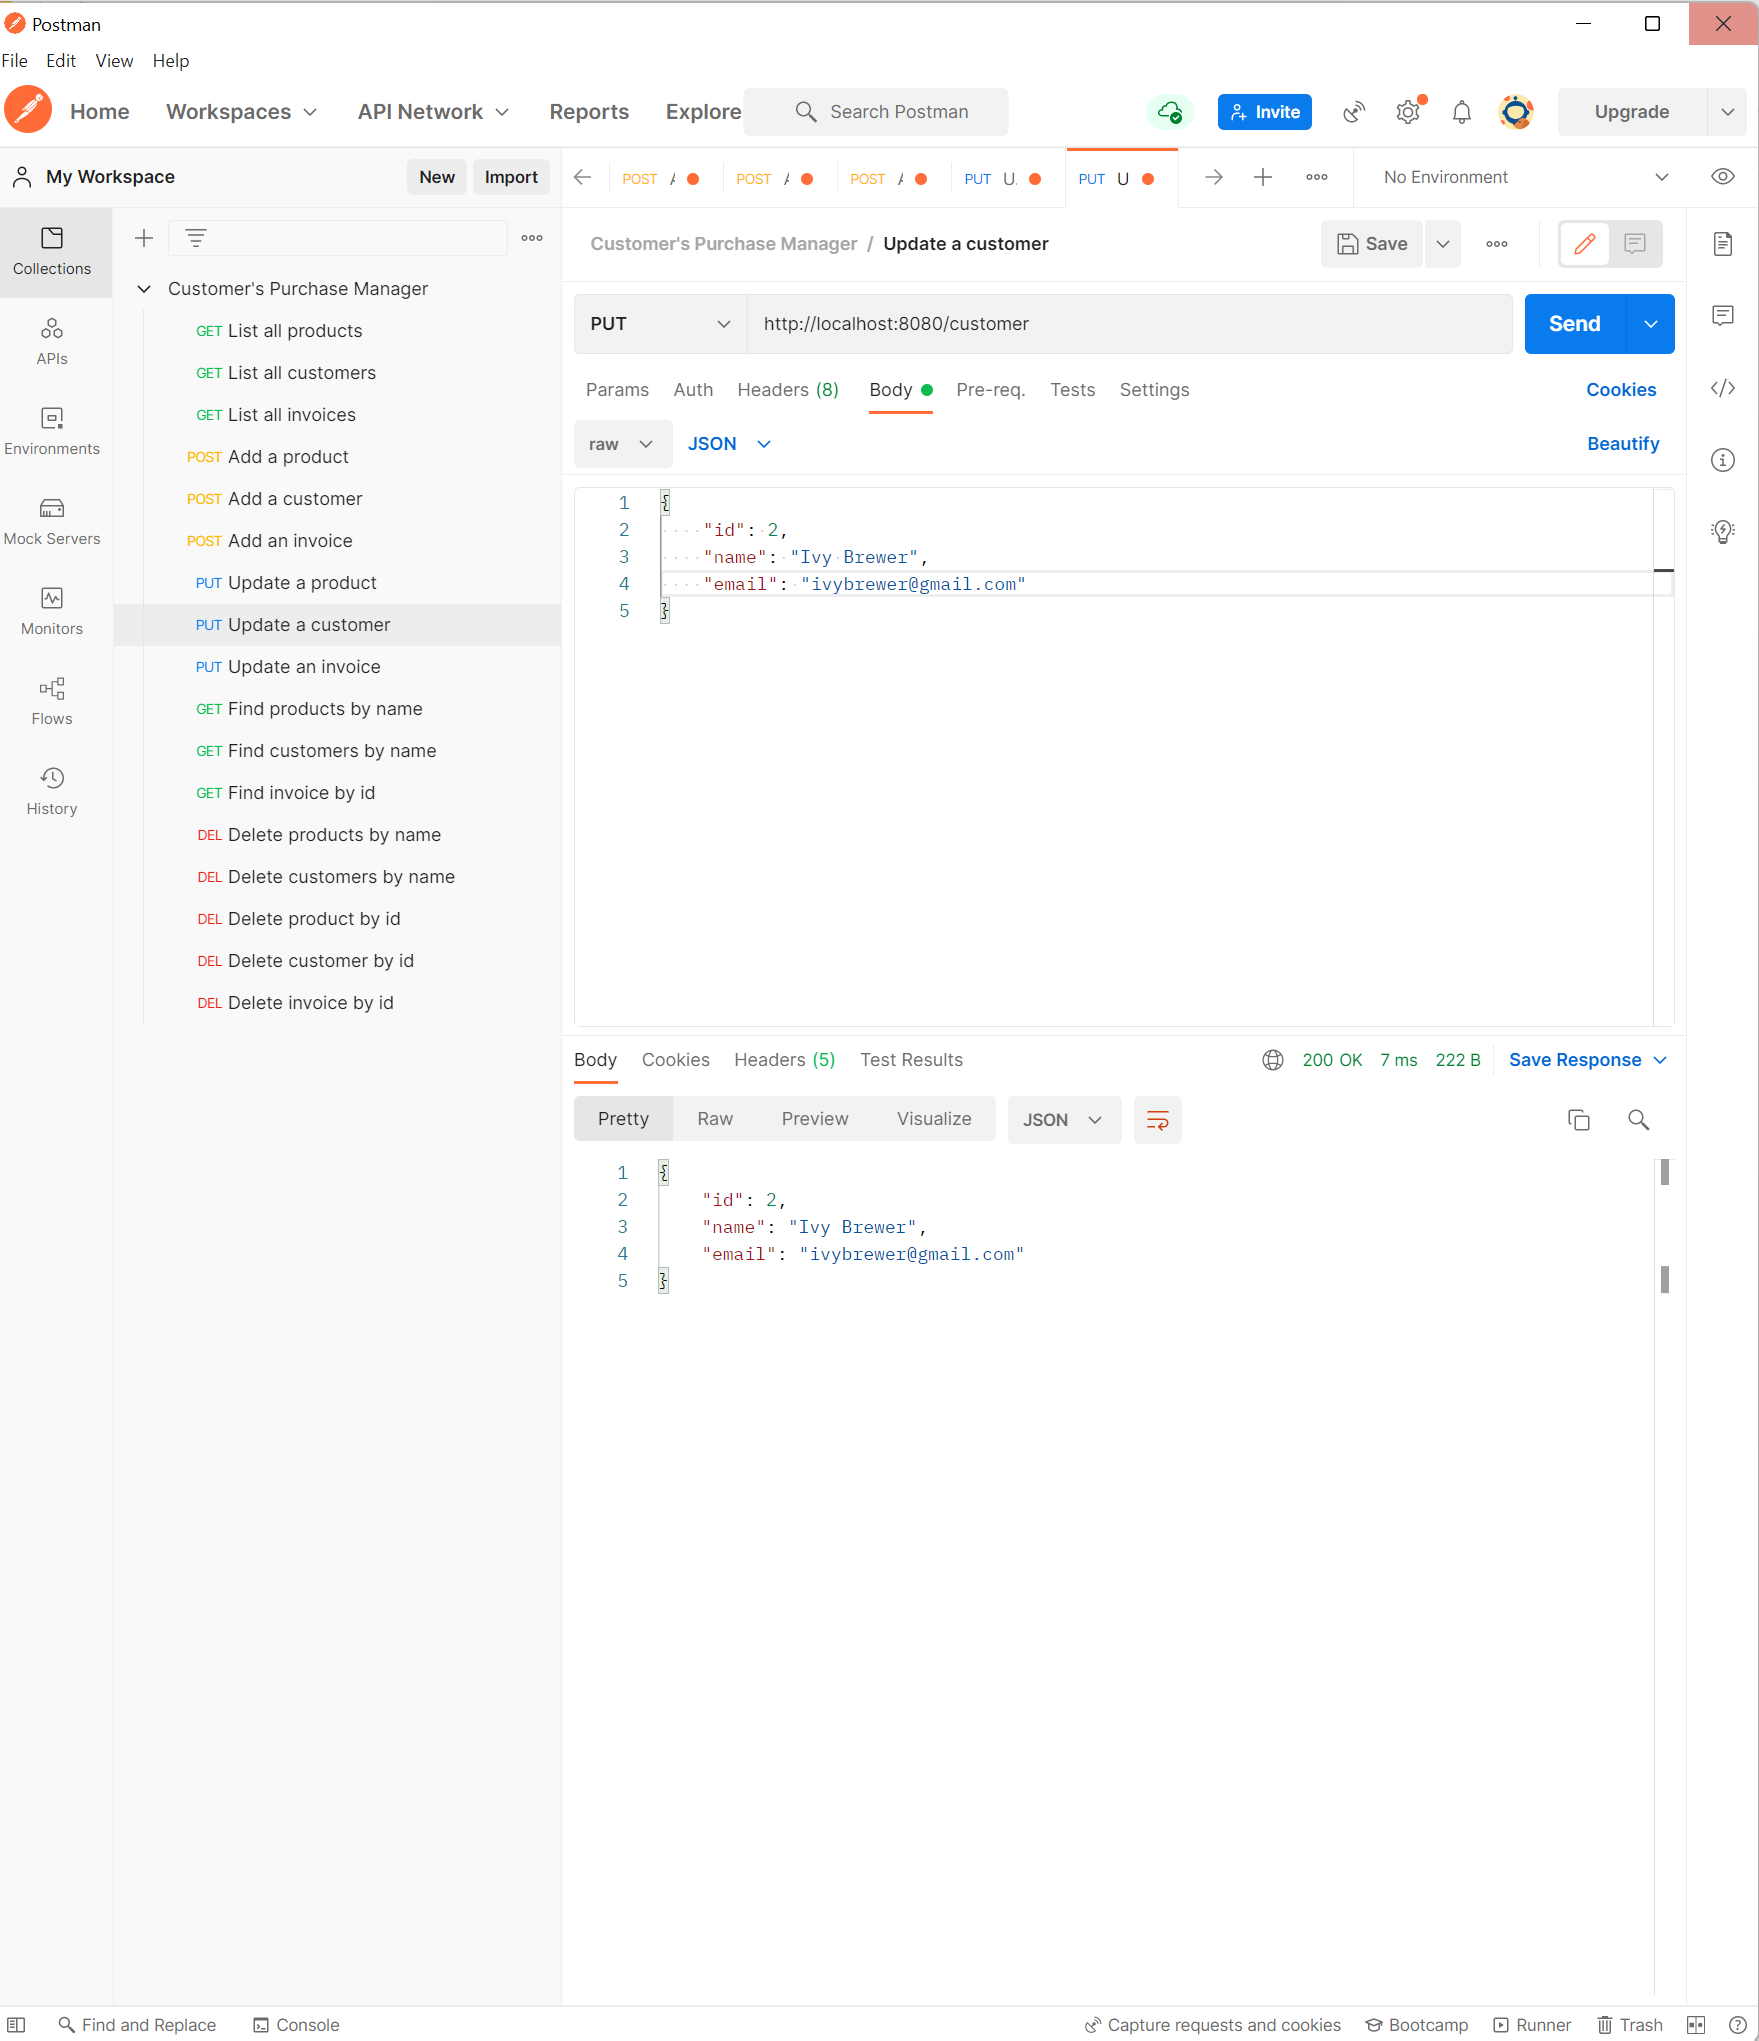 Postman
File Edit View Help
Home Workspaces API Network Reports Explore Search Postman Invite Upgrade
My Workspace New Import
POST POST POST PUT U. PUT U No Environment
Collections
APIs
Environments
Mock Servers
Monitors
Flows
History
Customer's Purchase Manager
GET List all products
GET List all customers
GET List all invoices
POST Add a product
POST Add a customer
POST Add an invoice
PUT Update a product
PUT Update a customer
PUT Update an invoice
GET Find products by name
GET Find customers by name
GET Find invoice by id
DEL Delete products by name
DEL Delete customers by name
DEL Delete product by id
DEL Delete customer by id
DEL Delete invoice by id
Customer's Purchase Manager / Update a customer Save
PUT http://localhost:8080/customer Send
Params Auth Headers (8) Body Pre-req. Tests Settings Cookies
raw JSON Beautify
1 {
2 "id": 2,
3 "name": "Ivy Brewer",
4 "email": "ivybrewer@gmail.com"
5 }
Body Cookies Headers (5) Test Results 200 OK 7 ms 222 B Save Response
Pretty Raw Preview Visualize JSON
1 {
2 "id": 2,
3 "name": "Ivy Brewer",
4 "email": "ivybrewer@gmail.com"
5 }
Find and Replace Console Capture requests and cookies Bootcamp Runner Trash